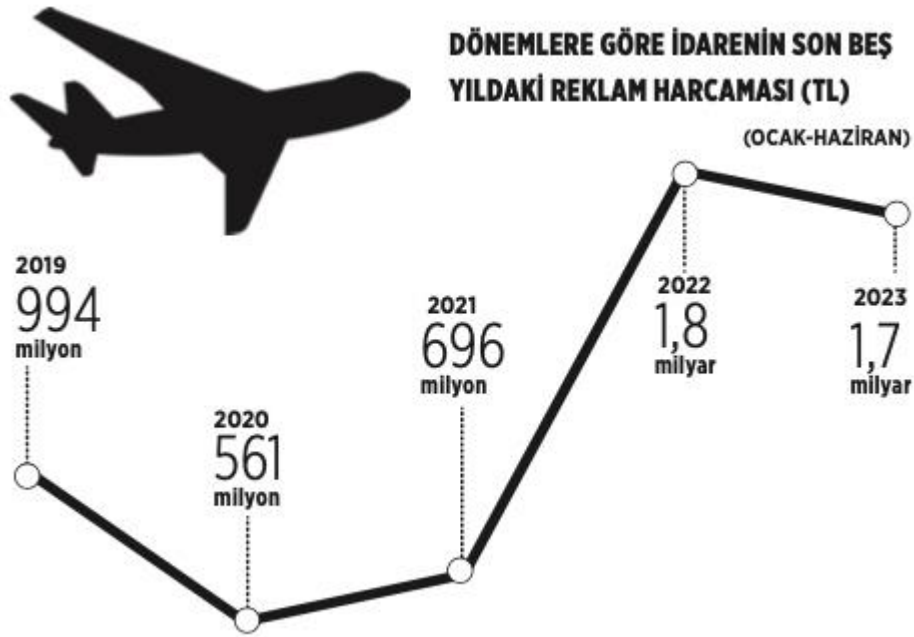 DÖNEMLERE GÖRE İDARENİN SON BEŞ
YILDAKİ REKLAM HARCAMASI (TL)
(OCAK-HAZİRAN)
2019
994
milyon
2020
561
milyon
2021
696
milyon
2022
1,8
milyar
2023
1,7
milyar